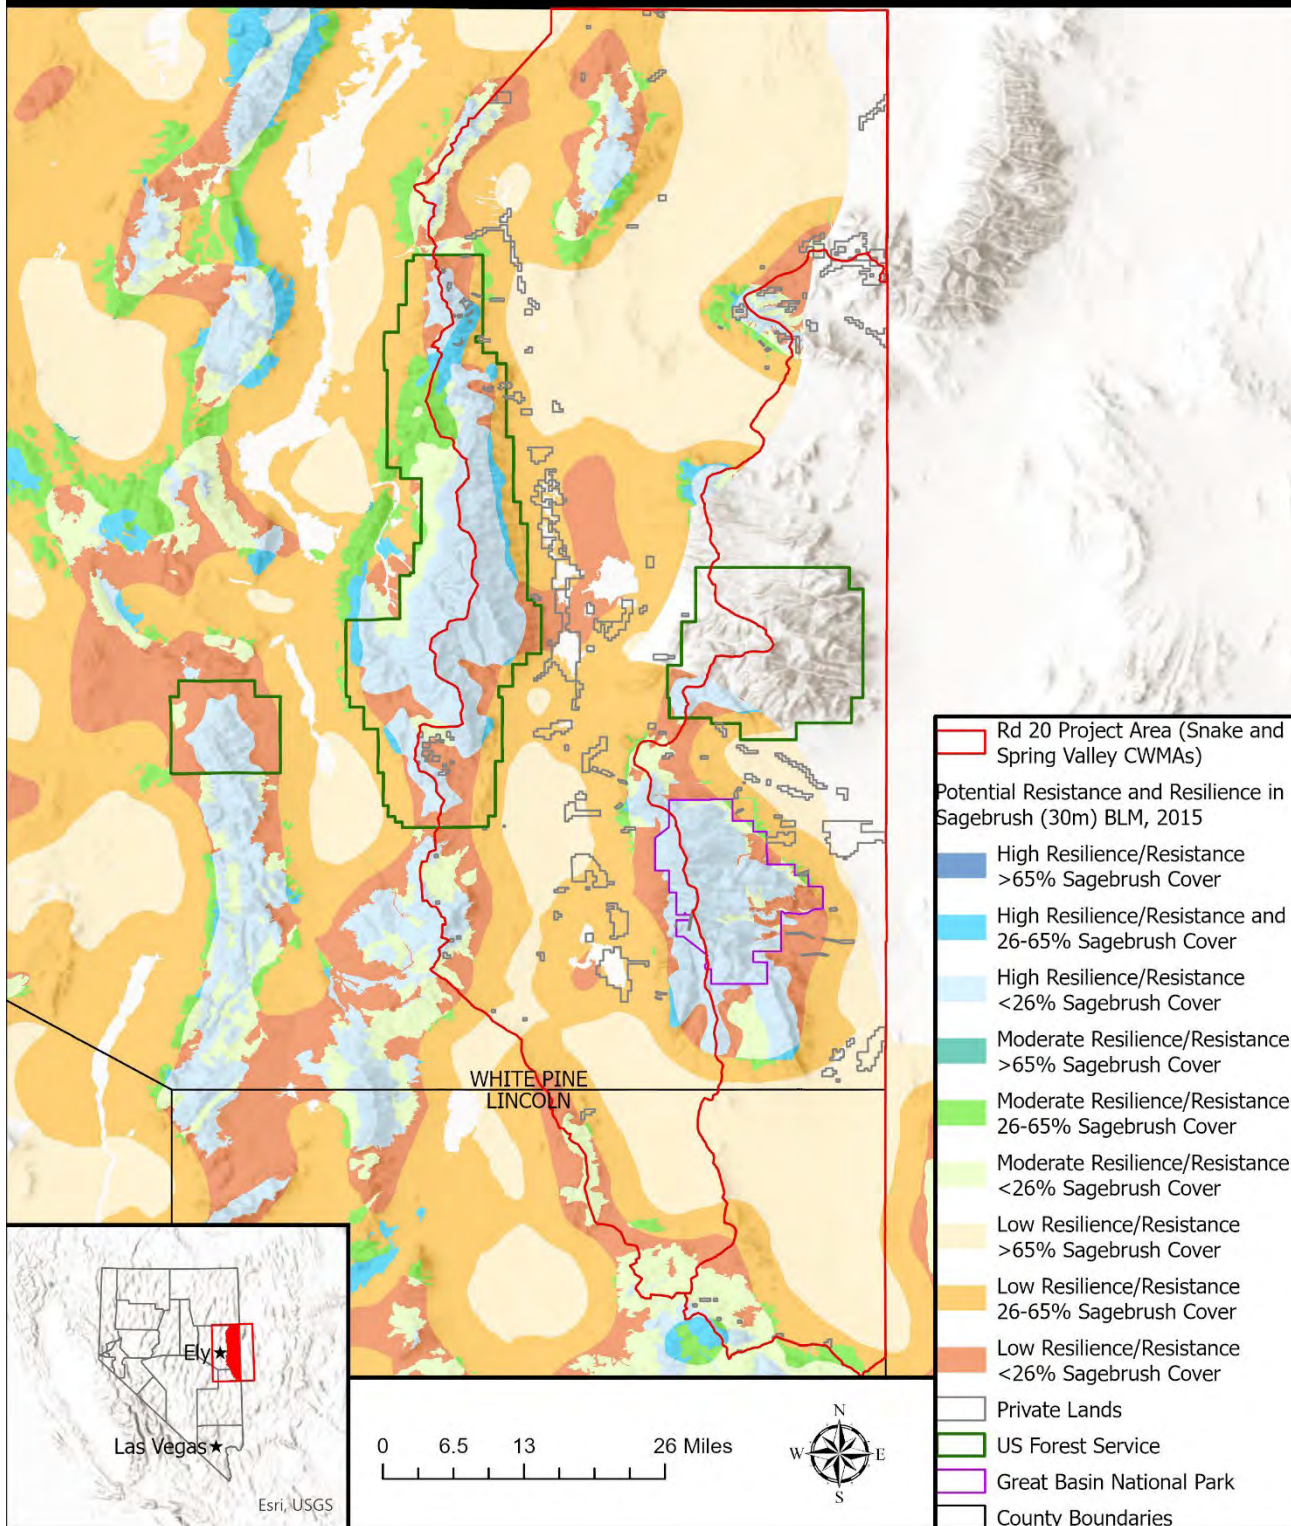 WHITE PINE
LINCOLN
Rd 20 Project Area (Snake and
Spring Valley CWMAs)
Potential Resistance and Resilience in
Sagebrush (30m) BLM, 2015
High Resilience/Resistance
>65% Sagebrush Cover
High Resilience/Resistance and
26-65% Sagebrush Cover
High Resilience/Resistance
<26% Sagebrush Cover
Moderate Resilience/Resistance
>65% Sagebrush Cover
Moderate Resilience/Resistance
26-65% Sagebrush Cover
Moderate Resilience/Resistance
<26% Sagebrush Cover
Low Resilience/Resistance
>65% Sagebrush Cover
Low Resilience/Resistance
26-65% Sagebrush Cover
Low Resilience/Resistance
<26% Sagebrush Cover
Private Lands
US Forest Service
Great Basin National Park
County Boundaries
Ely
Las Vegas
Esri, USGS
0 6.5 13 26 Miles
N
W E
S